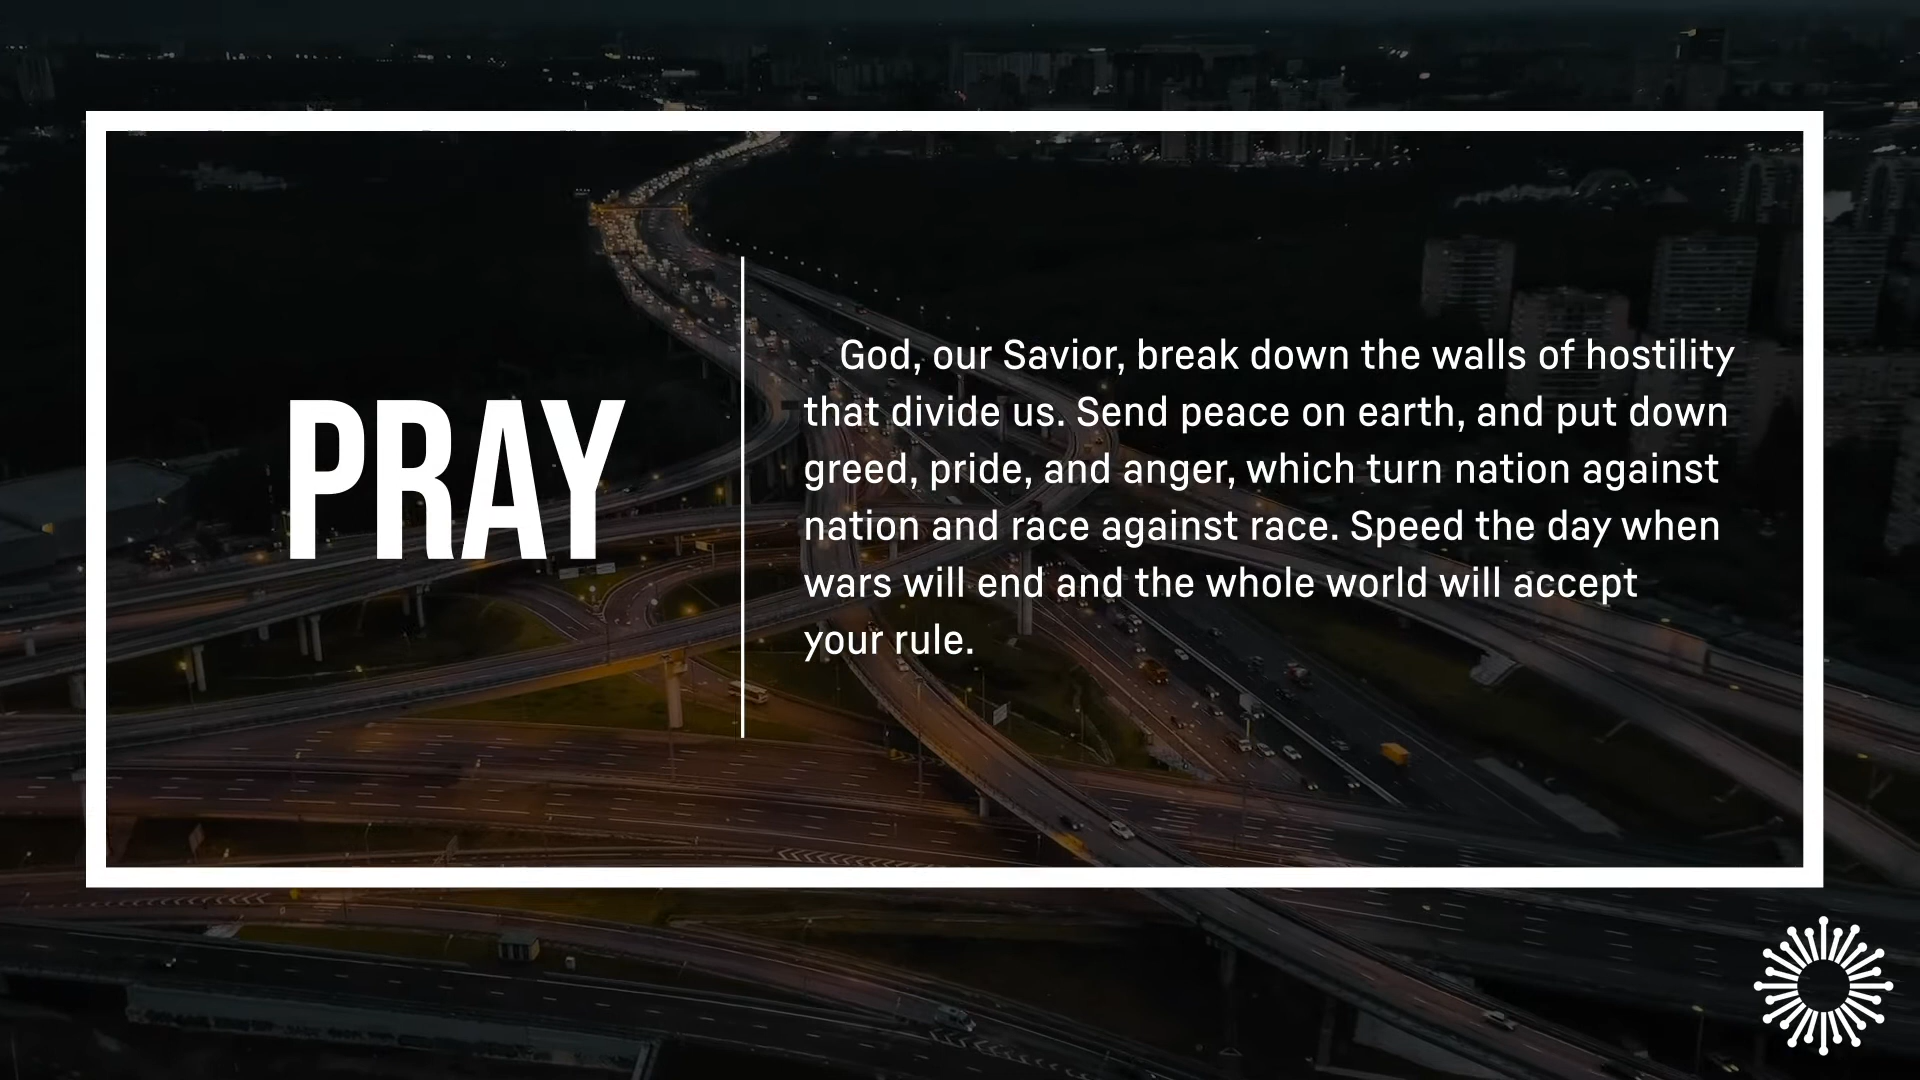 PRAY
God, our Savior, break down the walls of hostility
that divide us. Send peace on earth, and put down
greed, pride, and anger, which turn nation against
nation and race against race. Speed the day when
wars will end and the whole world will accept
your rule.